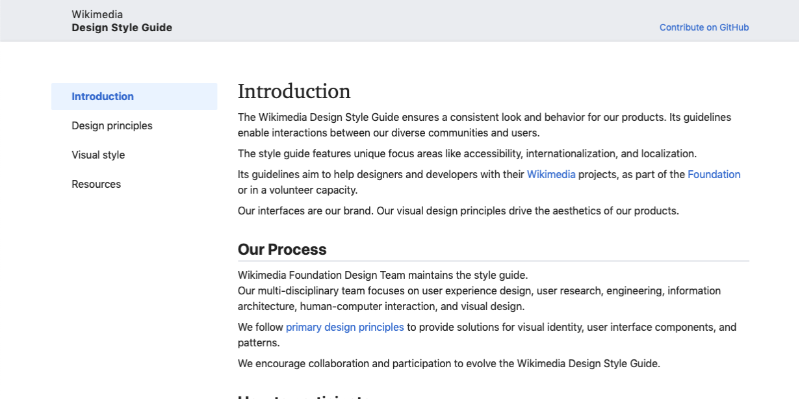 Wikimedia
Design Style Guide
Contribute on GitHub
Introduction
Design principles
Visual style
Resources
Introduction
The Wikimedia Design Style Guide ensures a consistent look and behavior for our products. Its guidelines
enable interactions between our diverse communities and users.
The style guide features unique focus areas like accessibility, internationalization, and localization.
Its guidelines aim to help designers and developers with their Wikimedia projects, as part of the Foundation
or in a volunteer capacity.
Our interfaces are our brand. Our visual design principles drive the aesthetics of our products.
Our Process
Wikimedia Foundation Design Team maintains the style guide.
Our multi-disciplinary team focuses on user experience design, user research, engineering, information
architecture, human-computer interaction, and visual design.
We follow primary design principles to provide solutions for visual identity, user interface components, and
patterns.
We encourage collaboration and participation to evolve the Wikimedia Design Style Guide.